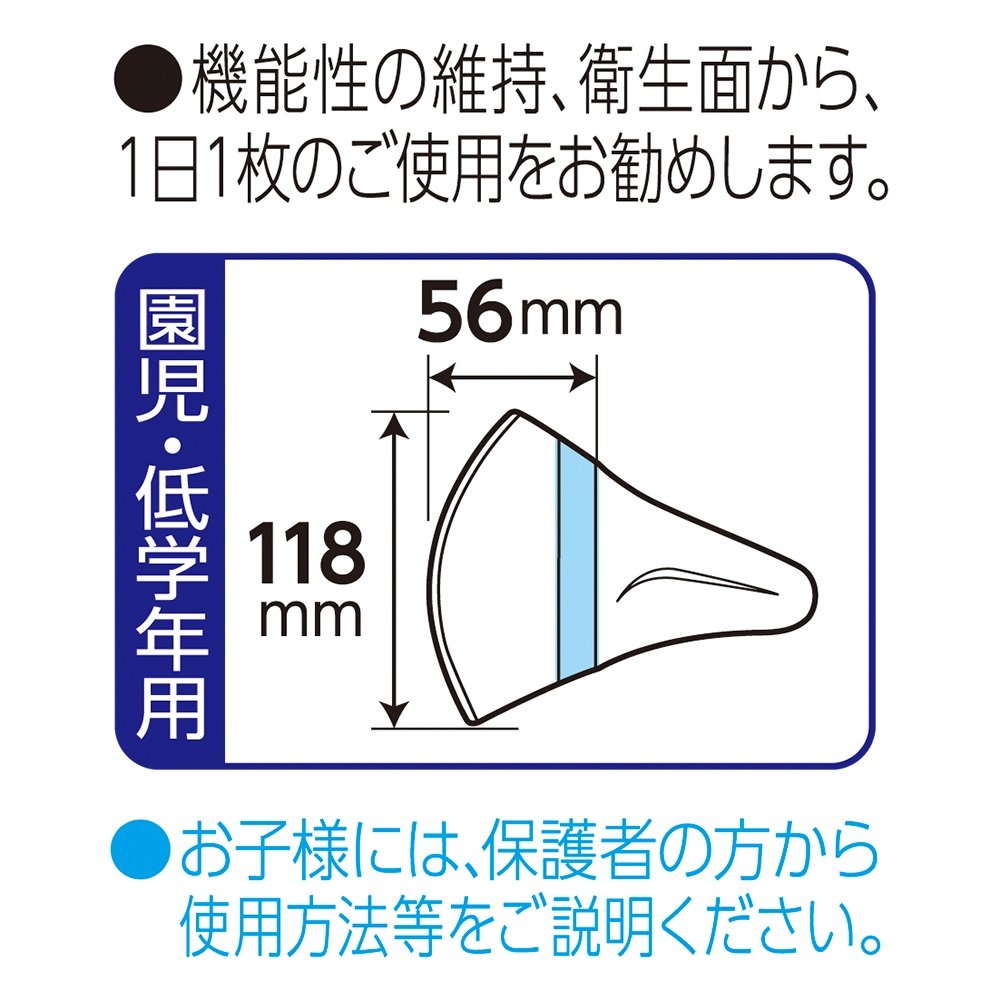 ●機能性の維持、衛生面から、
1日1枚のご使用をお勧めします。
園児・低学年用
56mm
118
mm
●お子様には、保護者の方から
使用方法等をご説明ください。